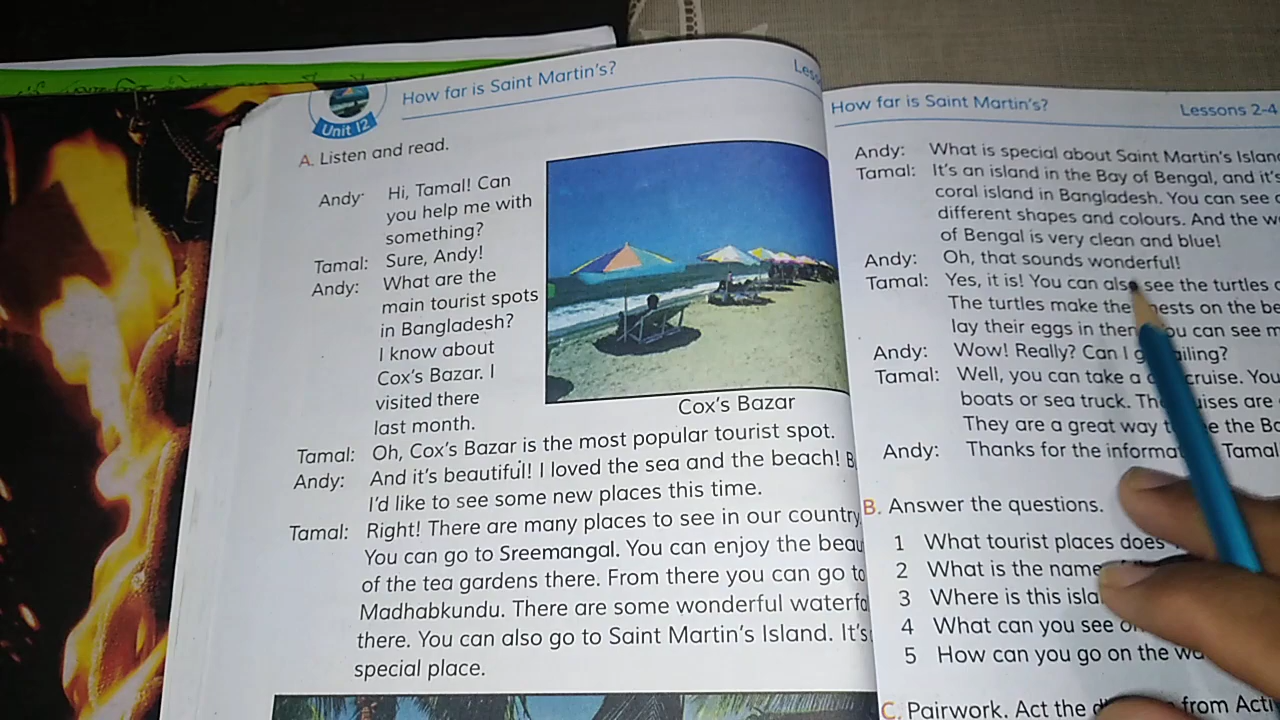 How far is Saint Martin's?
Unit 12
A. Listen and read.
Andy: Hi, Tamal! Can
you help me with
something?
Tamal: Sure, Andy!
Andy: What are the
main tourist spots
in Bangladesh?
I know about
Cox's Bazar. I
visited there
last month.
Cox's Bazar
Tamal: Oh, Cox's Bazar is the most popular tourist spot.
Andy: And it's beautiful! I loved the sea and the beach!
I'd like to see some new places this time.
Tamal: Right! There are many places to see in our country
You can go to Sreemangal. You can enjoy the
of the tea gardens there. From there you can go to
Madhabkundu. There are some wonderful
there. You can also go to Saint Martin's Island. It's
special place.
How far is Saint Martin's? Lessons 2-4
Andy: What is special about Saint Martin's
Tamal: It's an island in the Bay of Bengal, and it's
coral island in Bangladesh. You can see
different shapes and colours. And the
of Bengal is very clean and blue!
Andy: Oh, that sounds wonderful!
Tamal: Yes, it is! You can also see the turtles
The turtles make nests on the
lay their eggs in can see
Andy: Wow! Really? Can I
Tamal: Well, you can take a cruise. You
boats or sea truck. are
They are a great way the
Andy: Thanks for the Tamal
B. Answer the questions.
1 What tourist places does
2 What is the name
3 Where is this
4 What can you see
5 How can you go on the
C. Pairwork. Act the from